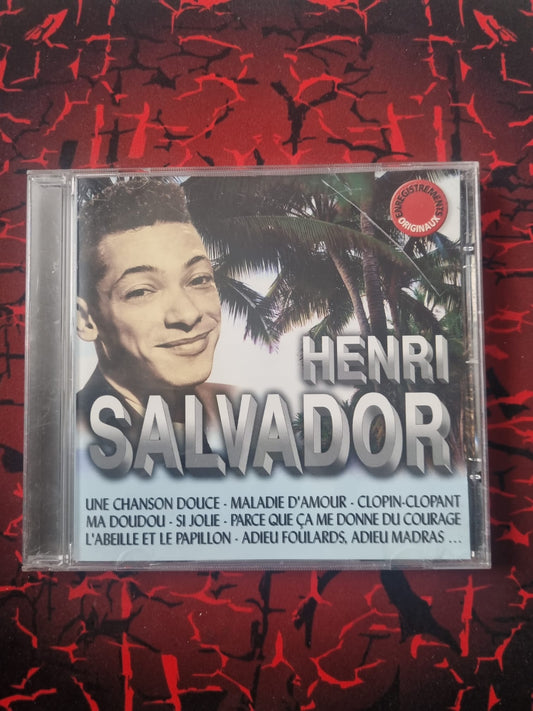 ENREGISTREMENTS
ORIGINAUX
HENRI
SALVADOR
UNE CHANSON DOUCE - MALADIE D'AMOUR - CLOPIN-CLOPANT
MA DOUDOU - SI JOLIE - PARCE QUE ÇA ME DONNE DU COURAGE
L'ABEILLE ET LE PAPILLON - ADIEU FOULARDS, ADIEU MADRAS ...